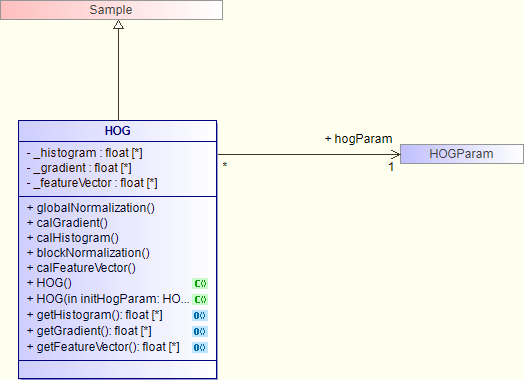 Sample
HOG
- _histogram : float [*]
- _gradient : float [*]
- _featureVector : float [*]
+ globalNormalization()
+ calGradient()
+ calHistogram()
+ blockNormalization()
+ calFeatureVector()
+ HOG()
+ HOG(in initHogParam: HO...
+ getHistogram(): float [*]
+ getGradient(): float [*]
+ getFeatureVector(): float [*]
+ hogParam
* 1
HOGParam